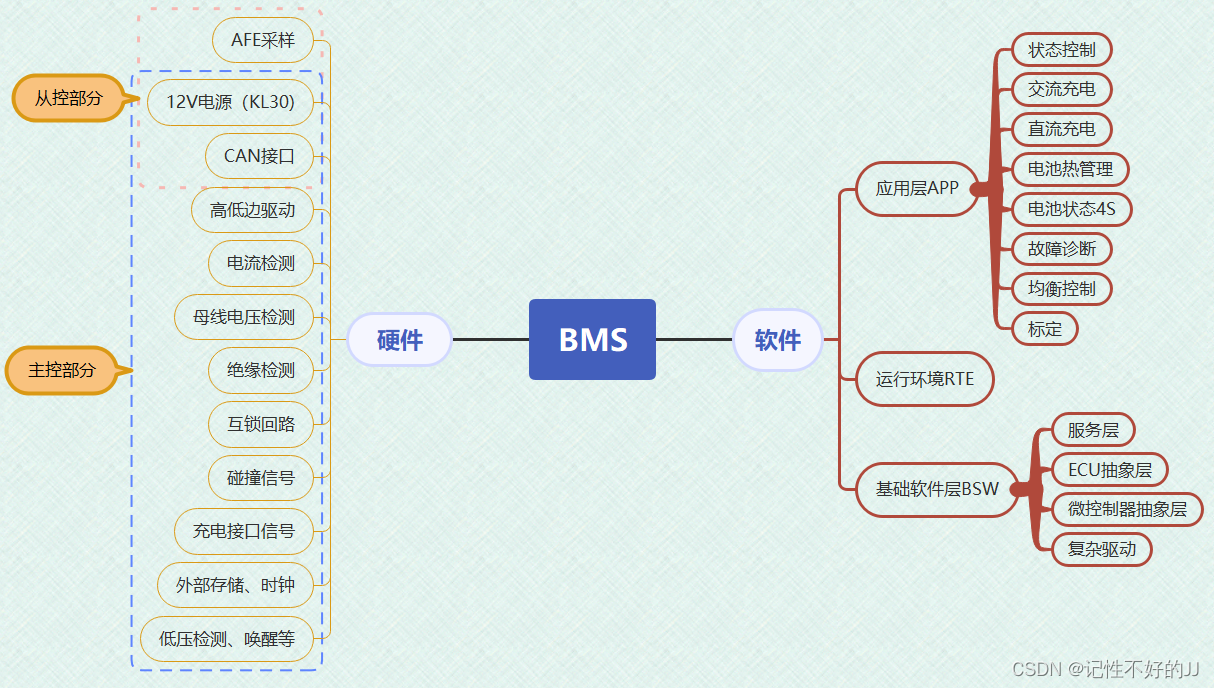 从控部分
主控部分
AFE采样
12V电源（KL30)
CAN接口
高低边驱动
电流检测
母线电压检测
绝缘检测
互锁回路
碰撞信号
充电接口信号
外部存储、时钟
低压检测、唤醒等
硬件
BMS
软件
应用层APP
状态控制
交流充电
直流充电
电池热管理
电池状态4S
故障诊断
均衡控制
标定
运行环境RTE
基础软件层BSW
服务层
ECU抽象层
微控制器抽象层
复杂驱动
CSDN @记性不好的JJ